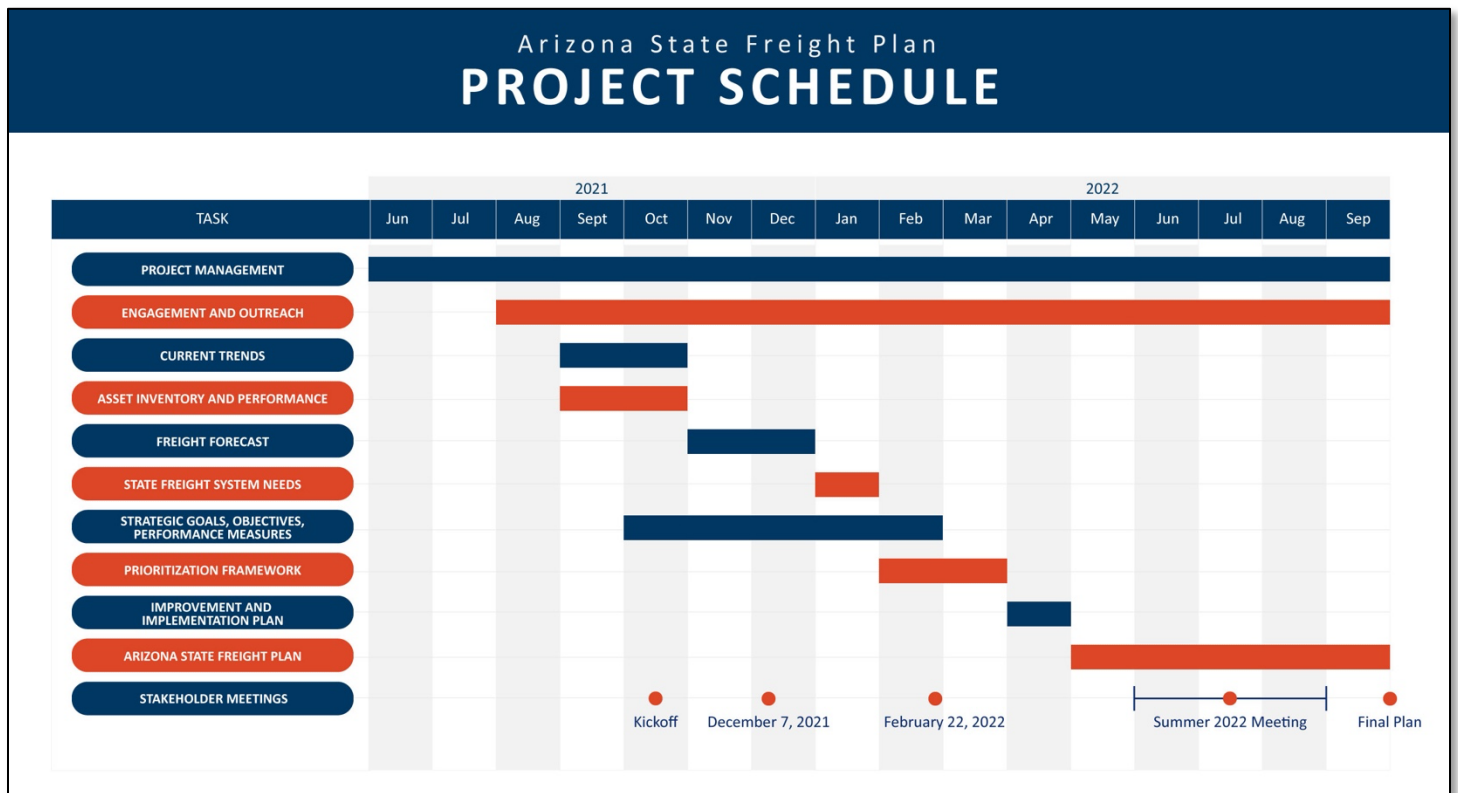 Arizona State Freight Plan
PROJECT SCHEDULE
2021 2022
TASK Jun Jul Aug Sept Oct Nov Dec Jan Feb Mar Apr May Jun Jul Aug Sep
PROJECT MANAGEMENT
ENGAGEMENT AND OUTREACH
CURRENT TRENDS
ASSET INVENTORY AND PERFORMANCE
FREIGHT FORECAST
STATE FREIGHT SYSTEM NEEDS
STRATEGIC GOALS, OBJECTIVES,
PERFORMANCE MEASURES
PRIORITIZATION FRAMEWORK
IMPROVEMENT AND
IMPLEMENTATION PLAN
ARIZONA STATE FREIGHT PLAN
STAKEHOLDER MEETINGS
Kickoff December 7, 2021 February 22, 2022 Summer 2022 Meeting Final Plan